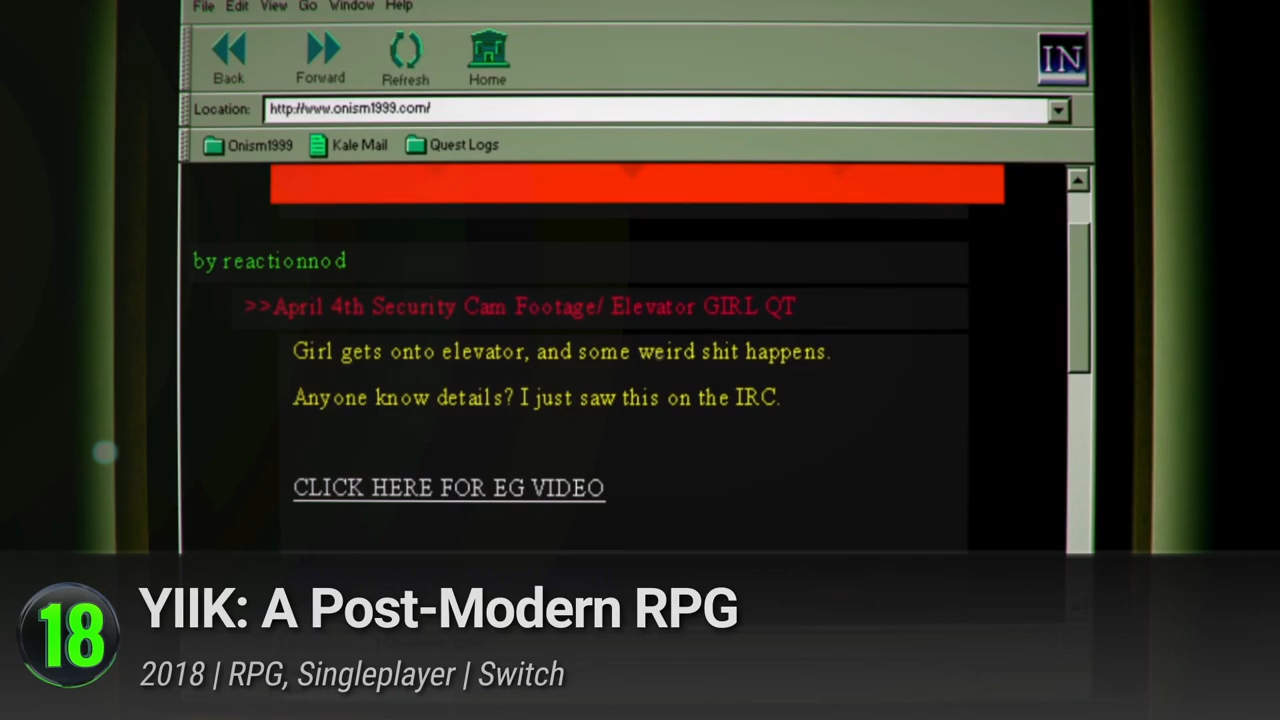 File Edit View Go Window Help
Back Forward Refresh Home
IN
Location: http://www.onism1999.com/
Onism1999 Kale Mail Quest Logs
by reactionnod
>>April 4th Security Cam Footage/ Elevator GIRL QT
Girl gets onto elevator, and some weird shit happens.
Anyone know details? I just saw this on the IRC.
CLICK HERE FOR EG VIDEO
18
YIIK: A Post-Modern RPG
2018 | RPG, Singleplayer | Switch